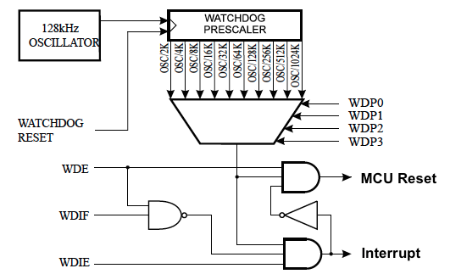 128kHz
OSCILLATOR
WATCHDOG
PRESCALER
OSC/2K
OSC/4K
OSC/8K
OSC/16K
OSC/32K
OSC/64K
OSC/128K
OSC/256K
OSC/512K
OSC/1024K
WATCHDOG
RESET
WDP0
WDP1
WDP2
WDP3
WDE
MCU Reset
WDIF
WDIE
Interrupt